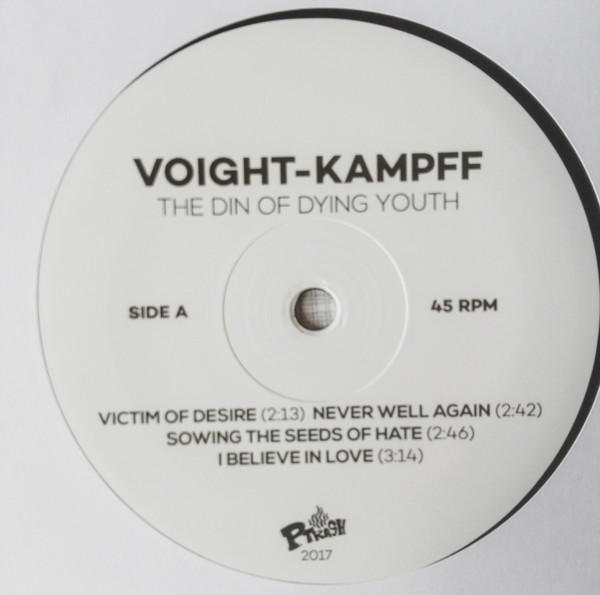 VOIGHT-KAMPFF
THE DIN OF DYING YOUTH
SIDE A
45 RPM
VICTIM OF DESIRE (2:13) NEVER WELL AGAIN (2:42)
SOWING THE SEEDS OF HATE (2:46)
I BELIEVE IN LOVE (3:14)
PTRASH
2017